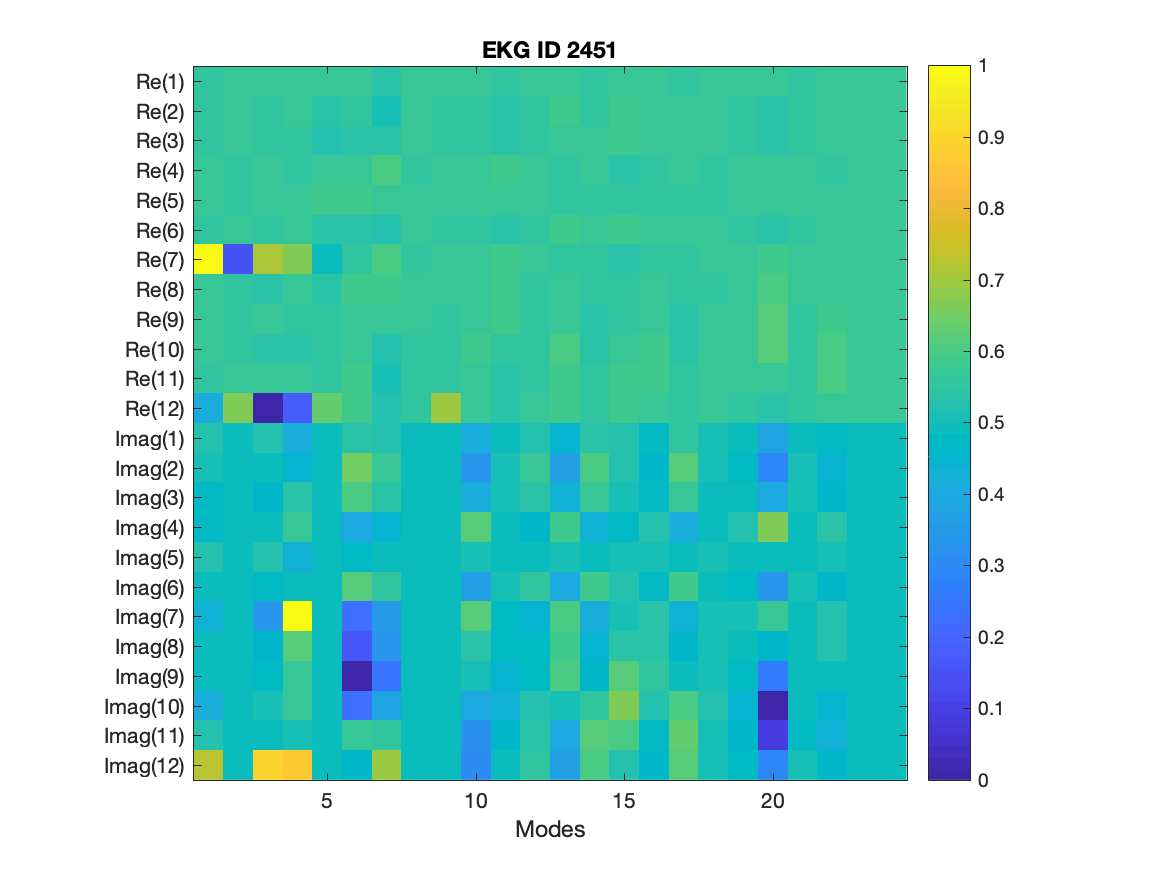 EKG ID 2451
Re(1)
Re(2)
Re(3)
Re(4)
Re(5)
Re(6)
Re(7)
Re(8)
Re(9)
Re(10)
Re(11)
Re(12)
Imag(1)
Imag(2)
Imag(3)
Imag(4)
Imag(5)
Imag(6)
Imag(7)
Imag(8)
Imag(9)
Imag(10)
Imag(11)
Imag(12)
5 10 15 20
Modes
1
0.9
0.8
0.7
0.6
0.5
0.4
0.3
0.2
0.1
0